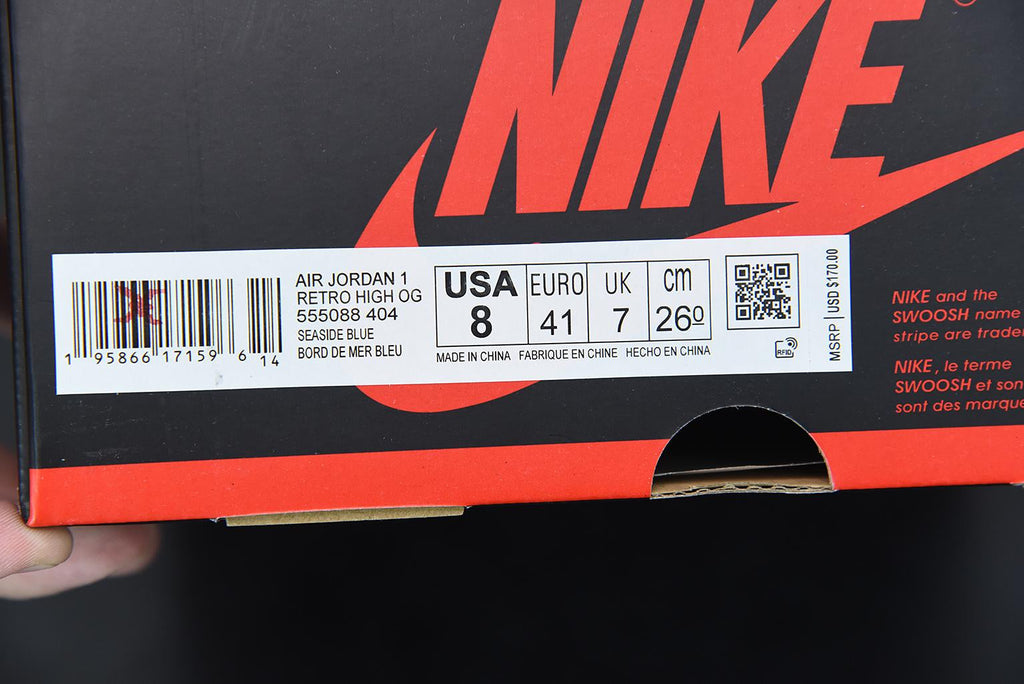 NIKE
1 95866 17159 6 14
AIR JORDAN 1
RETRO HIGH OG
555088 404
SEASIDE BLUE
BORD DE MER BLEU
USA EURO UK cm
8 41 7 26º
MADE IN CHINA FABRIQUE EN CHINE HECHO EN CHINA
RFID
MSRP | USD $170.00
NIKE and the
SWOOSH name
stripe are trade
NIKE, le terme
SWOOSH et son
sont des marque